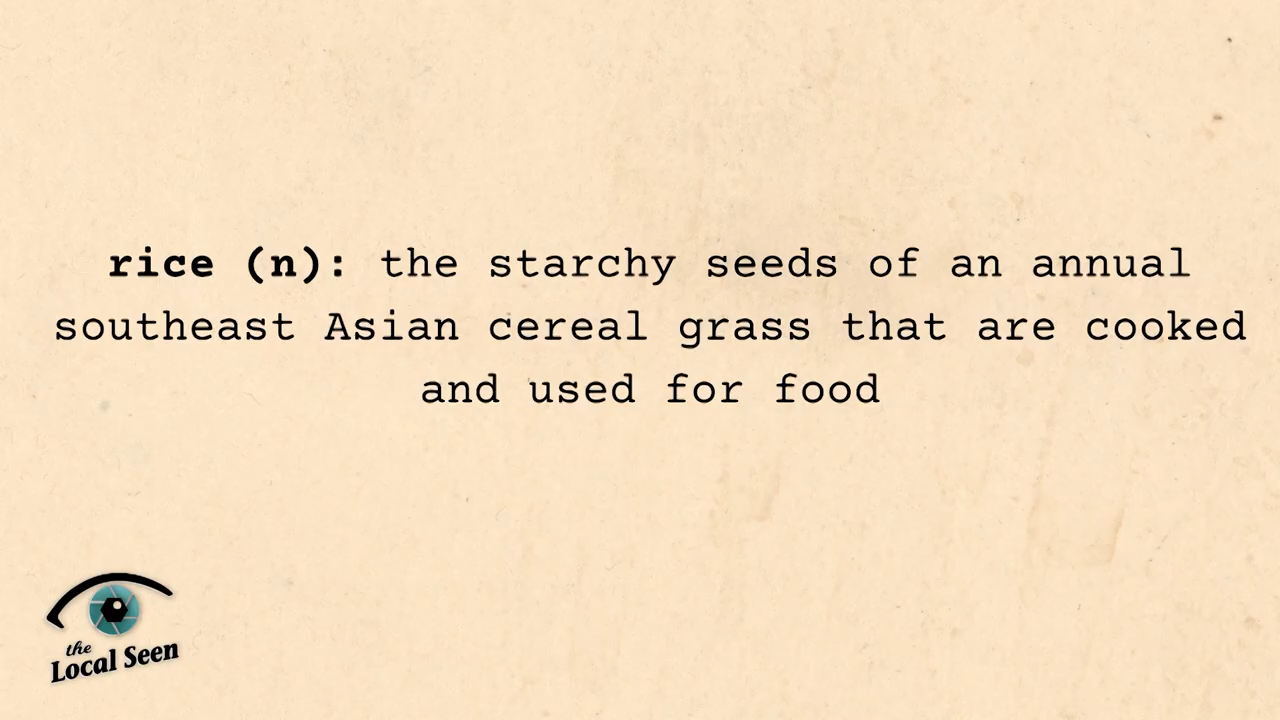 rice (n): the starchy seeds of an annual
southeast Asian cereal grass that are cooked
and used for food
the
Local Seen